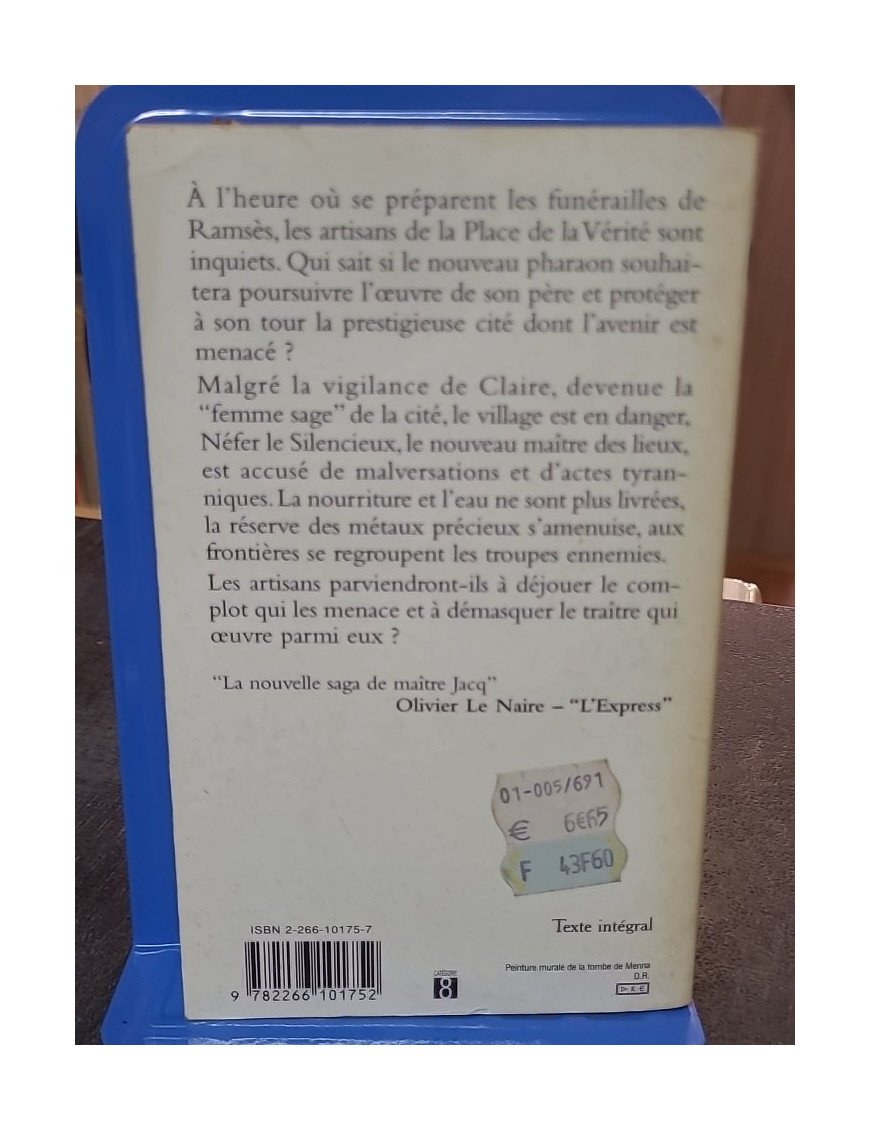 À l'heure où se préparent les funérailles de
Ramsès, les artisans de la Place de la Vérité sont
inquiets. Qui sait si le nouveau pharaon souhai-
tera poursuivre l'œuvre de son père et protéger
à son tour la prestigieuse cité dont l'avenir est
menacé ?
Malgré la vigilance de Claire, devenue la
"femme sage" de la cité, le village est en danger.
Néfer le Silencieux, le nouveau maître des lieux,
est accusé de malversations et d'actes tyran-
niques. La nourriture et l'eau ne sont plus livrées,
la réserve des métaux précieux s'amenuise, aux
frontières se regroupent les troupes ennemies.
Les artisans parviendront-ils à déjouer le com-
plot qui les menace et à démasquer le traître qui
œuvre parmi eux ?
"La nouvelle saga de maître Jacq"
Olivier Le Naire – "L'Express"
01-005/691
€ 6€65
F 43F60
ISBN 2-266-10175-7
Texte intégral
9 782266 101752
CATÉGORIE
8
Peinture murale de la tombe de Menna
D.R.